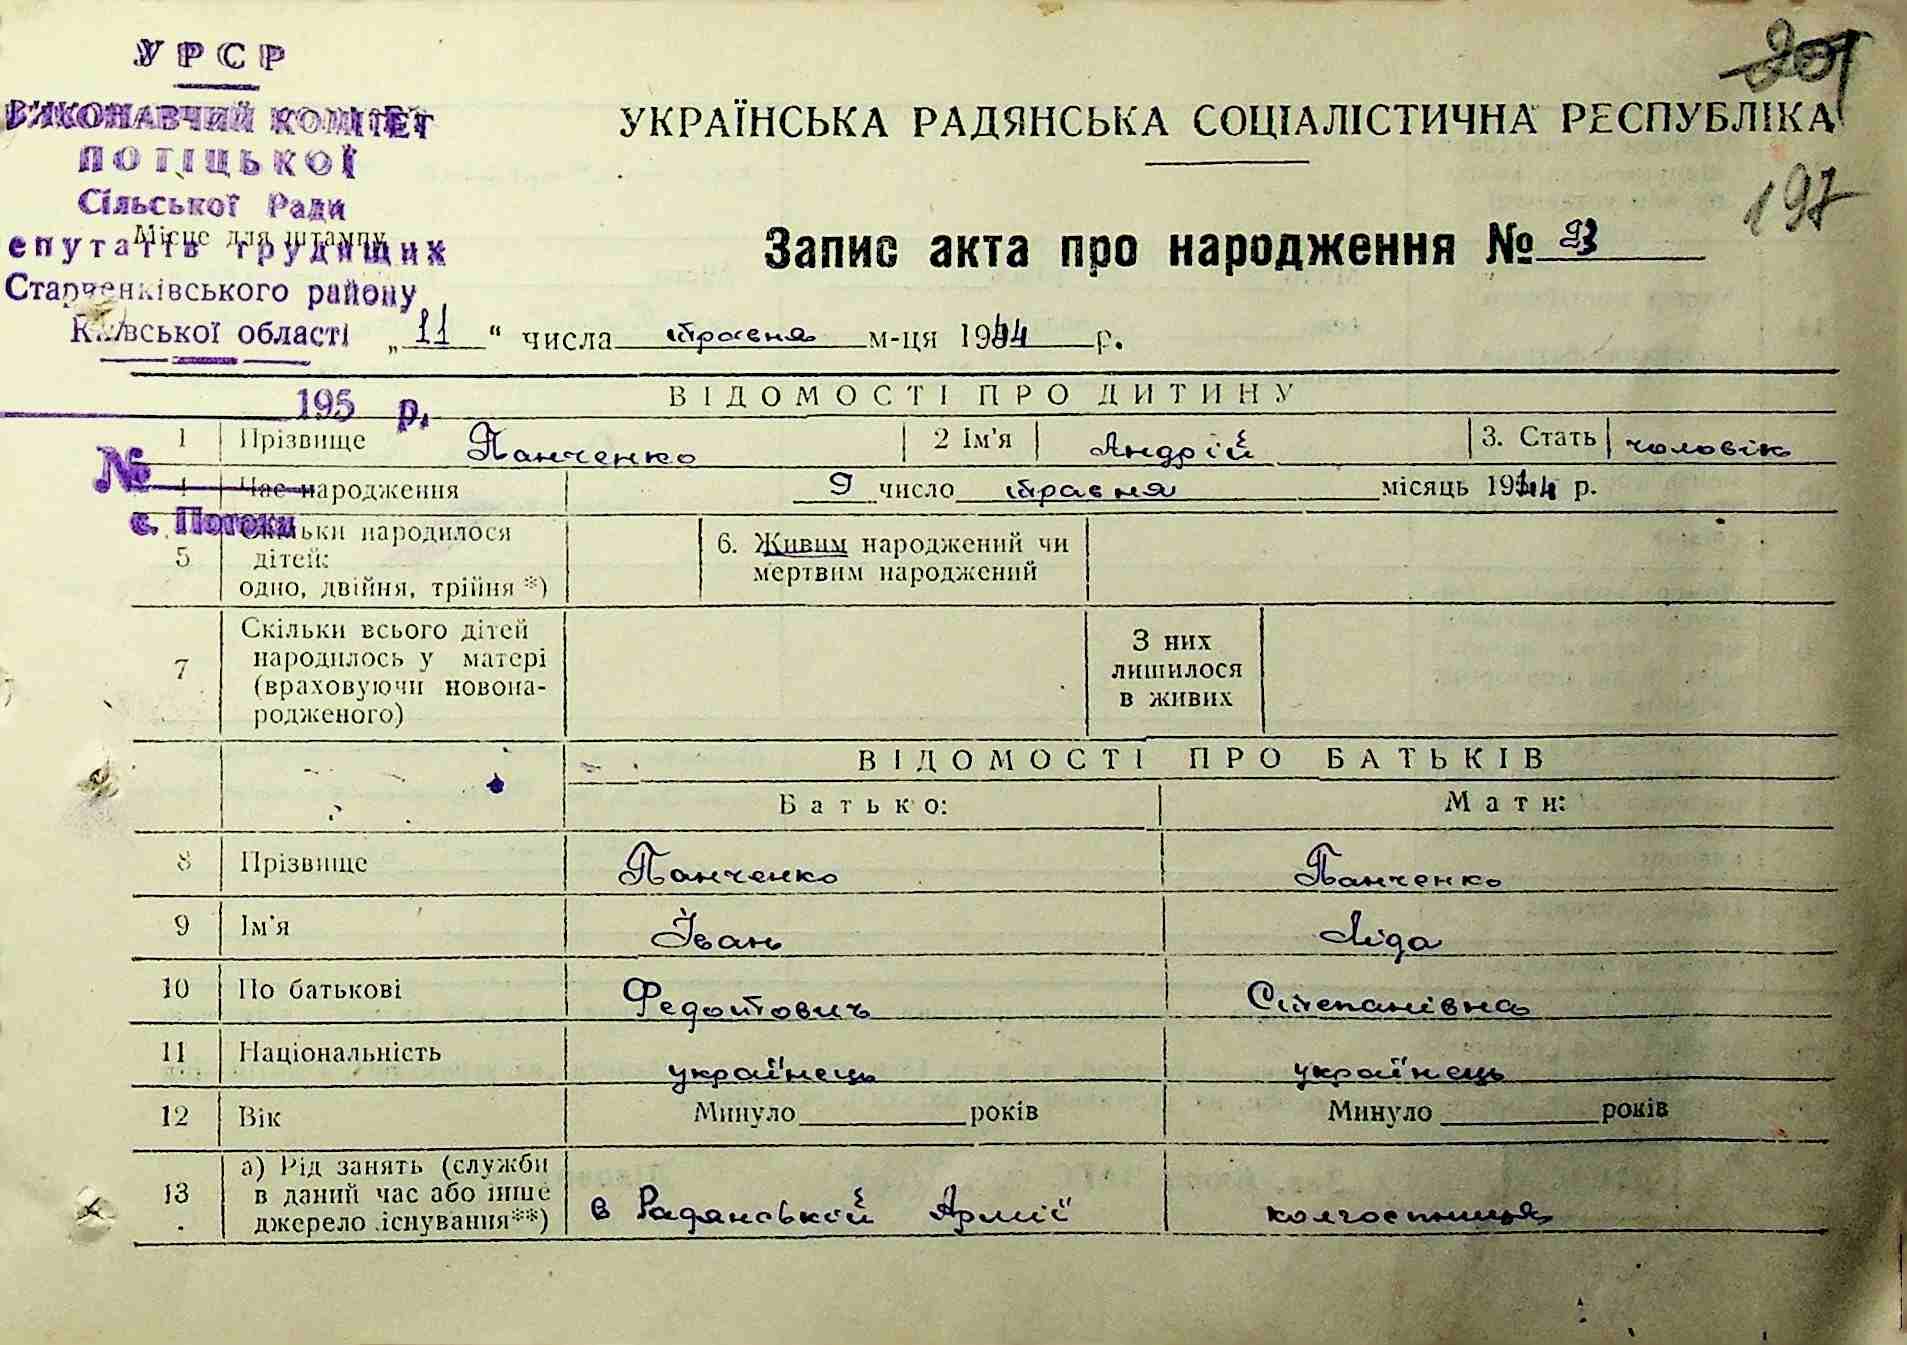 УРСР
ВИКОНАВЧИЙ КОМІТЕТ
ПОТІЦЬКОЇ
Сільської Ради
Місце для штампу
епутатів трудящих
Старченківського району
Київської області
195 р.
№
с. Потоки
201
197
УКРАЇНСЬКА РАДЯНСЬКА СОЦІАЛІСТИЧНА РЕСПУБЛІКА
Запис акта про народження № 93
„ 11 “ числа травня м-ця 1944 р.
ВІДОМОСТІ ПРО ДИТИНУ
1 Прізвище Панченко 2 Ім'я Андрій 3. Стать чоловік
4 Час народження 9 число травня місяць 1944 р.
5 Скільки народилося дітей: одно, двійня, трійня *) 6. Живим народжений чи мертвим народжений
7 Скільки всього дітей народилось у матері (враховуючи новонародженого) З них лишилося в живих
ВІДОМОСТІ ПРО БАТЬКІВ
Батько: Мати:
8 Прізвище Панченко Панченко
9 Ім'я Іван Ліда
10 По батькові Федотович Степанівна
11 Національність українець українець
12 Вік Минуло років Минуло років
13 а) Рід занять (служби в даний час або інше джерело існування**) в Радянській Армії колгоспниця